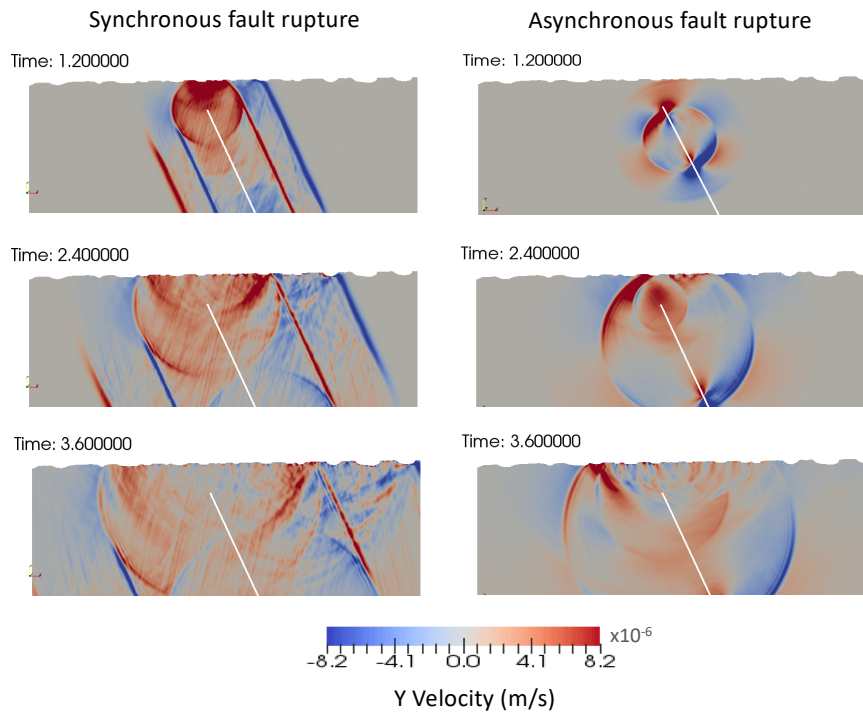 Synchronous fault rupture
Asynchronous fault rupture
Time: 1.200000
Time: 1.200000
Time: 2.400000
Time: 2.400000
Time: 3.600000
Time: 3.600000
-8.2 -4.1 0.0 4.1 8.2 x10-6
Y Velocity (m/s)